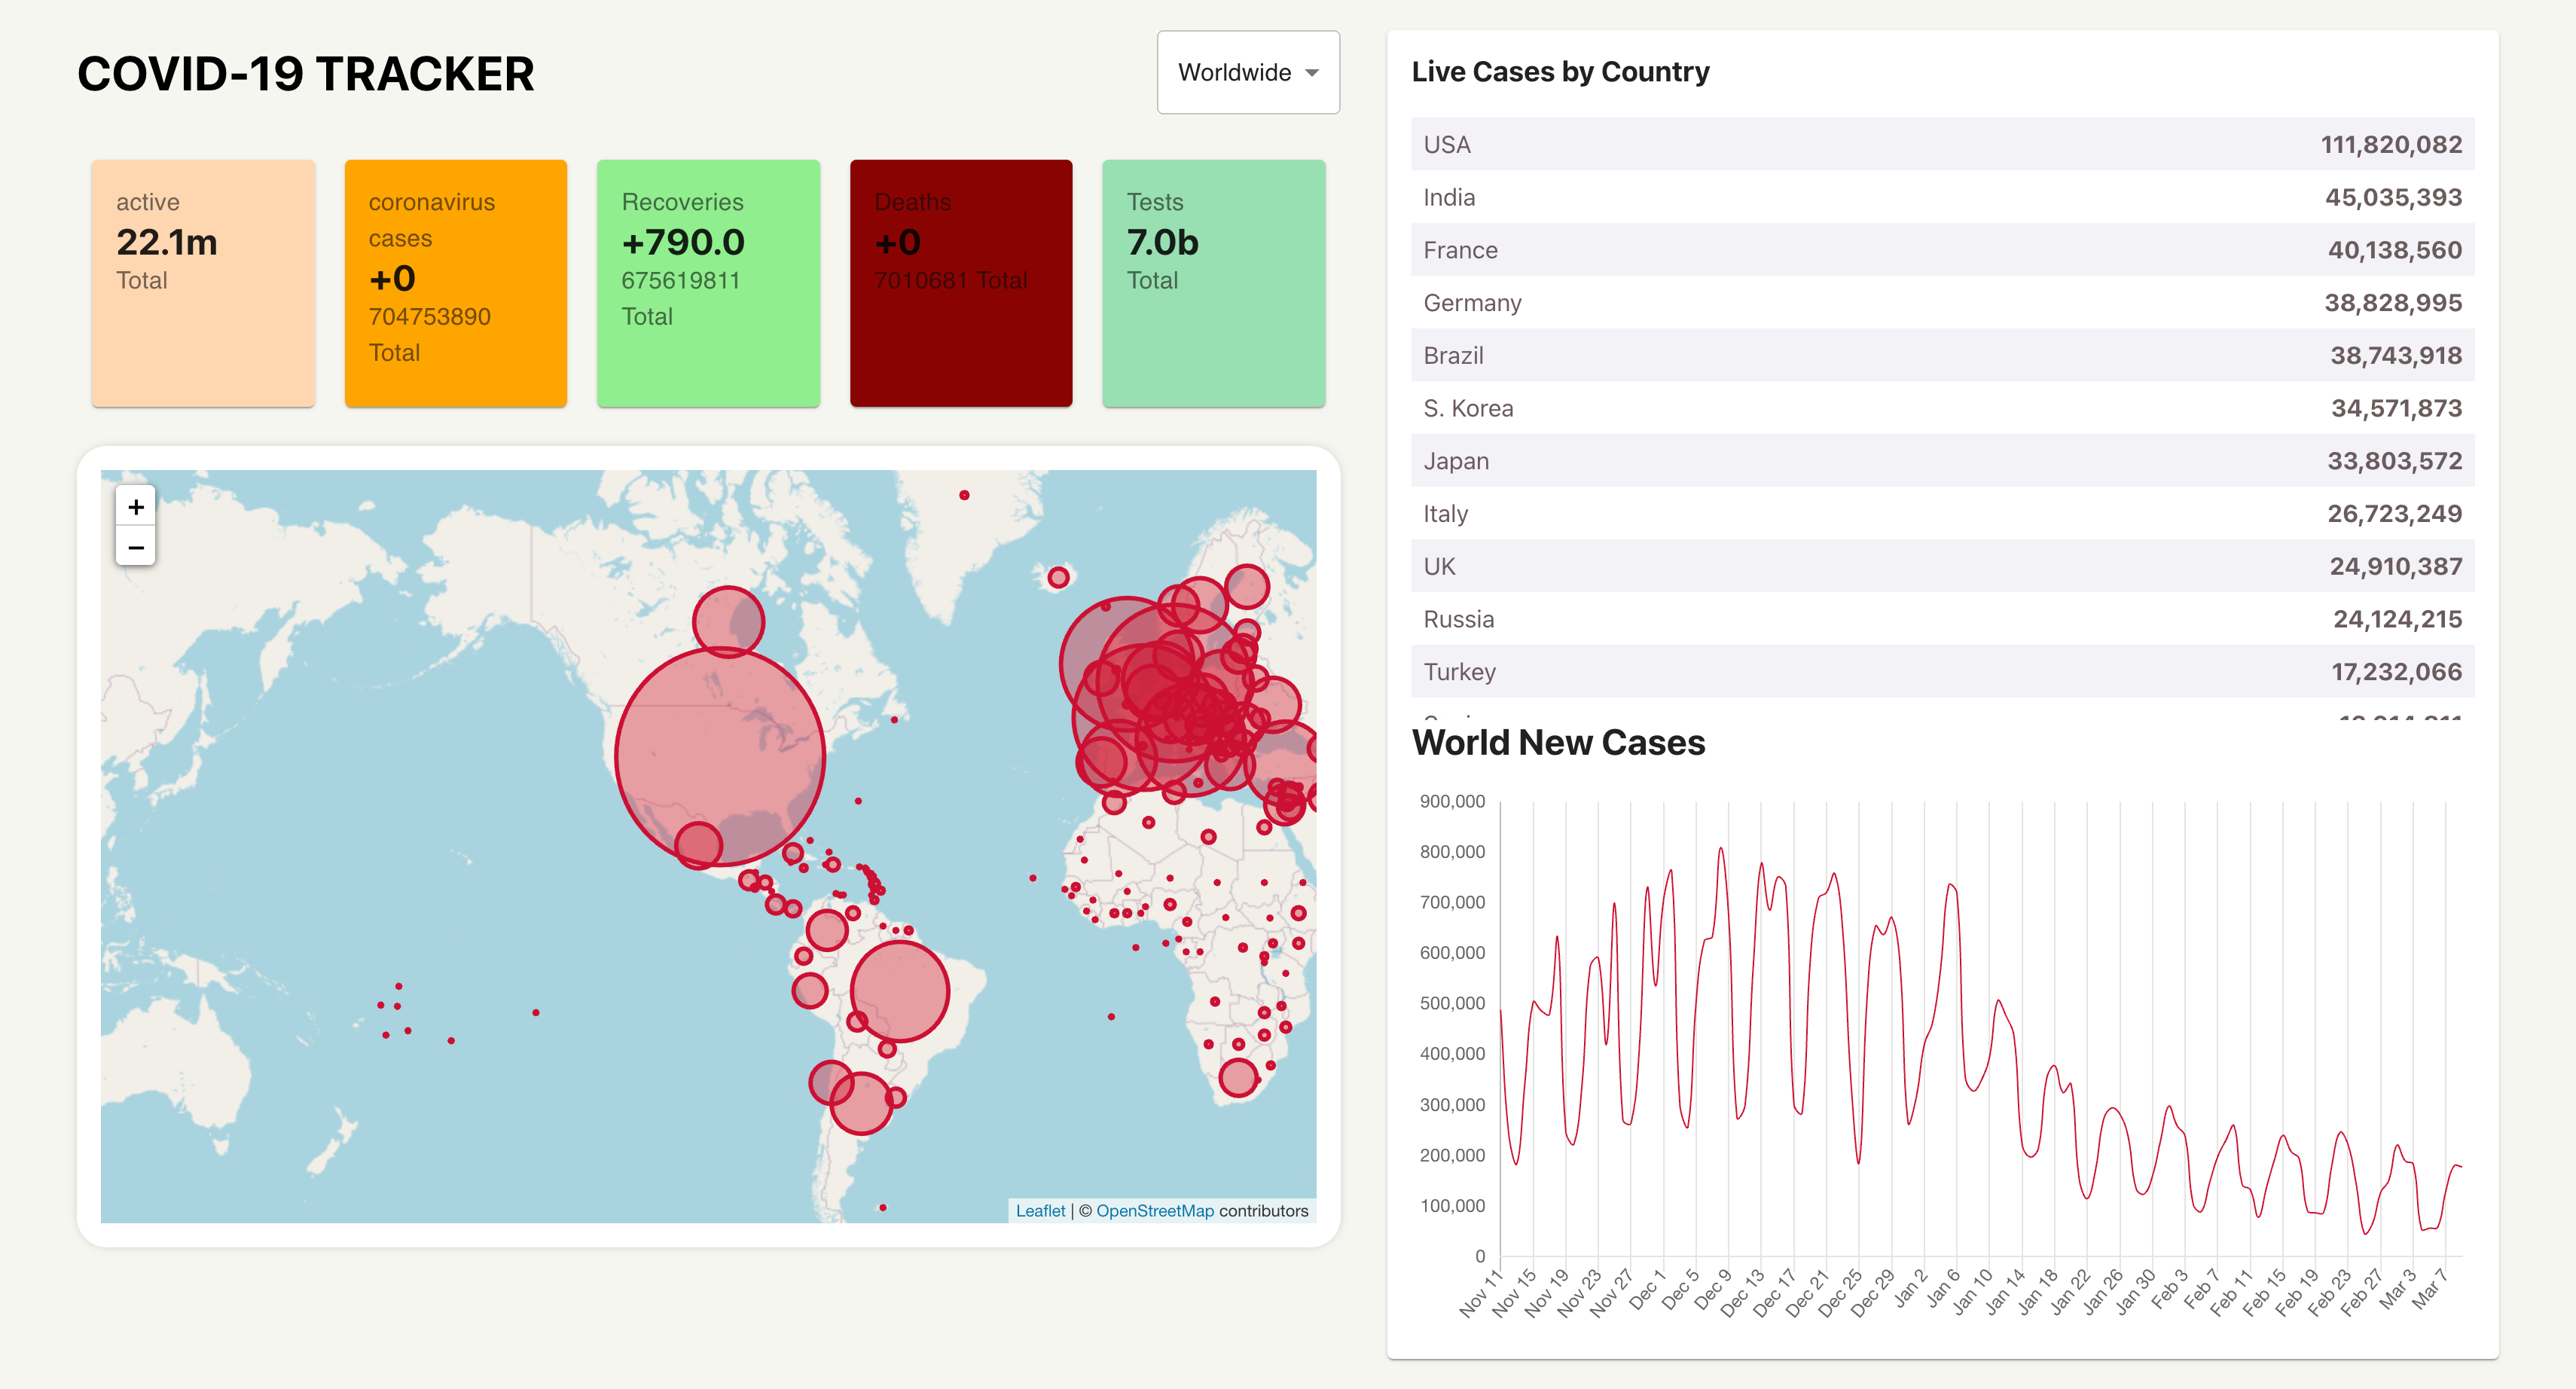 COVID-19 TRACKER
Worldwide
active
22.1m
Total
coronavirus
cases
+0
704753890
Total
Recoveries
+790.0
675619811
Total
Deaths
+0
7010681 Total
Tests
7.0b
Total
+
−
Leaflet | © OpenStreetMap contributors
Live Cases by Country
USA 111,820,082
India 45,035,393
France 40,138,560
Germany 38,828,995
Brazil 38,743,918
S. Korea 34,571,873
Japan 33,803,572
Italy 26,723,249
UK 24,910,387
Russia 24,124,215
Turkey 17,232,066
World New Cases
900,000
800,000
700,000
600,000
500,000
400,000
300,000
200,000
100,000
0
Nov 11
Nov 15
Nov 19
Nov 23
Nov 27
Dec 1
Dec 5
Dec 9
Dec 13
Dec 17
Dec 21
Dec 25
Dec 29
Jan 2
Jan 6
Jan 10
Jan 14
Jan 18
Jan 22
Jan 26
Jan 30
Feb 3
Feb 7
Feb 11
Feb 15
Feb 19
Feb 23
Feb 27
Mar 3
Mar 7